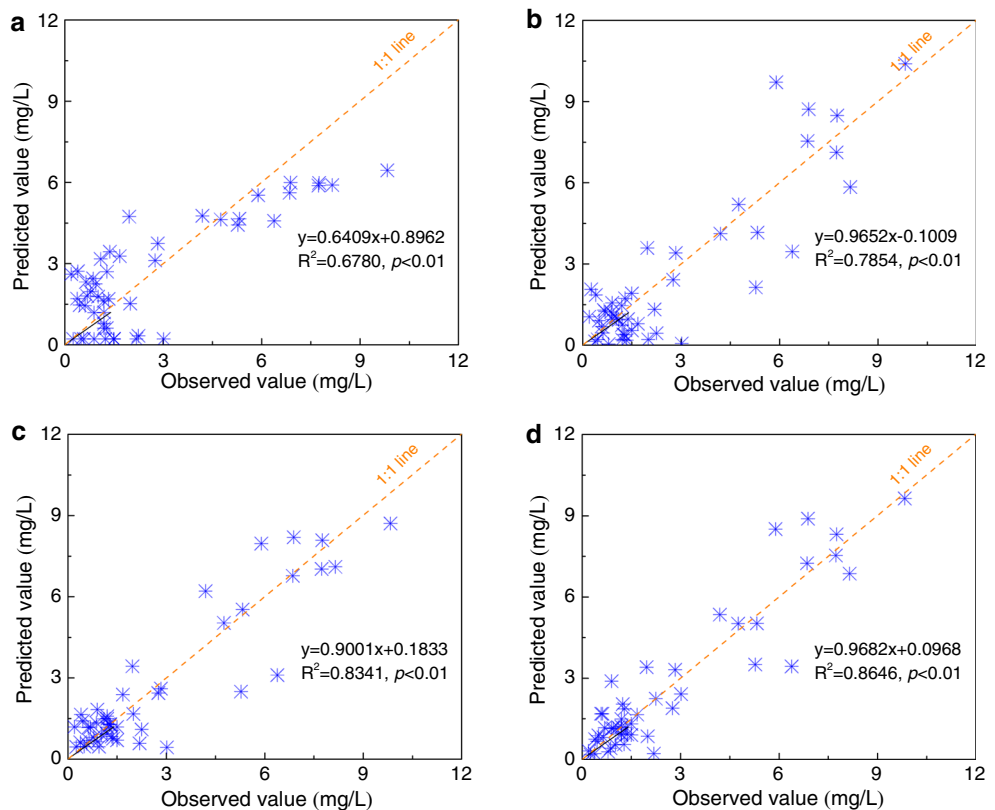 a
12
9
6
3
0
0
3
6
9
12
Predicted value (mg/L)
Observed value (mg/L)
1:1 line
y=0.6409x+0.8962
R²=0.6780, p<0.01
b
12
9
6
3
0
0
3
6
9
12
Predicted value (mg/L)
Observed value (mg/L)
1:1 line
y=0.9652x-0.1009
R²=0.7854, p<0.01
c
12
9
6
3
0
0
3
6
9
12
Predicted value (mg/L)
Observed value (mg/L)
1:1 line
y=0.9001x+0.1833
R²=0.8341, p<0.01
d
12
9
6
3
0
0
3
6
9
12
Predicted value (mg/L)
Observed value (mg/L)
1:1 line
y=0.9682x+0.0968
R²=0.8646, p<0.01